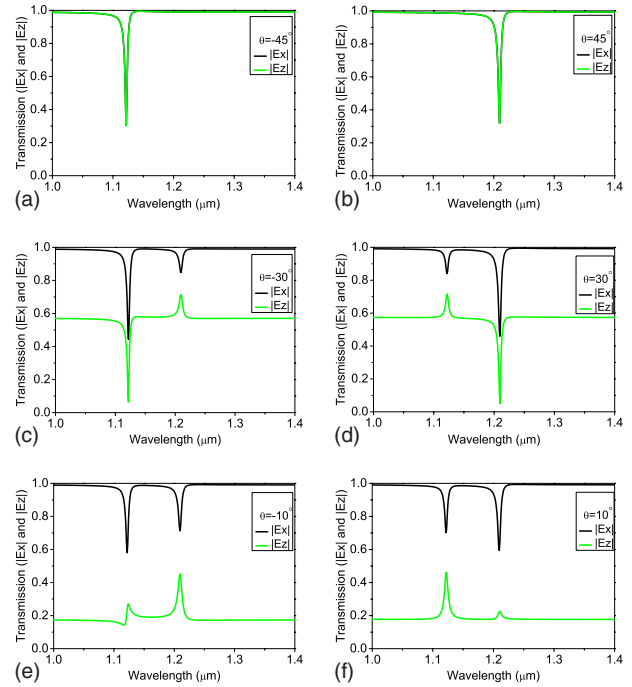 1.0
0.8
0.6
0.4
0.2
0.0
Transmission (|Ex| and |Ez|)
θ=-45°
|Ex|
|Ez|
1.0 1.1 1.2 1.3 1.4
Wavelength (μm)
(a)
1.0
0.8
0.6
0.4
0.2
0.0
Transmission (|Ex| and |Ez|)
θ=45°
|Ex|
|Ez|
1.0 1.1 1.2 1.3 1.4
Wavelength (μm)
(b)
1.0
0.8
0.6
0.4
0.2
0.0
Transmission (|Ex| and |Ez|)
θ=-30°
|Ex|
|Ez|
1.0 1.1 1.2 1.3 1.4
Wavelength (μm)
(c)
1.0
0.8
0.6
0.4
0.2
0.0
Transmission (|Ex| and |Ez|)
θ=30°
|Ex|
|Ez|
1.0 1.1 1.2 1.3 1.4
Wavelength (μm)
(d)
1.0
0.8
0.6
0.4
0.2
0.0
Transmission (|Ex| and |Ez|)
θ=-10°
|Ex|
|Ez|
1.0 1.1 1.2 1.3 1.4
Wavelength (μm)
(e)
1.0
0.8
0.6
0.4
0.2
0.0
Transmission (|Ex| and |Ez|)
θ=10°
|Ex|
|Ez|
1.0 1.1 1.2 1.3 1.4
Wavelength (μm)
(f)